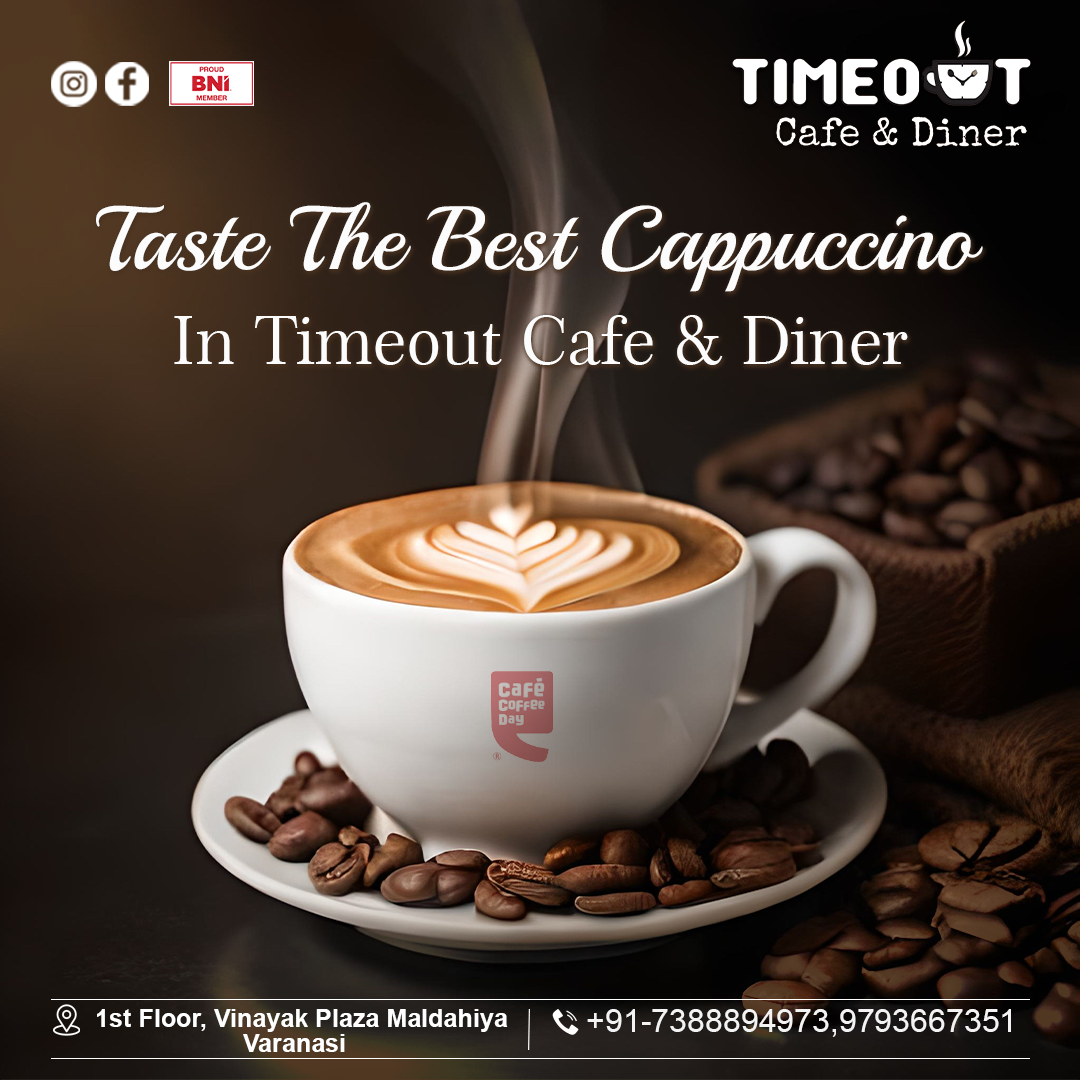 PROUD
BNI
MEMBER
TIMEOUT
Cafe & Diner
Taste The Best Cappuccino
In Timeout Cafe & Diner
Café
Coffee
Day
®
1st Floor, Vinayak Plaza Maldahiya
Varanasi
+91-7388894973,9793667351